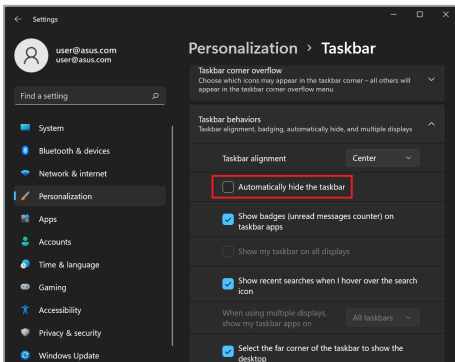 Settings
user@asus.com
user@asus.com
Find a setting
System
Bluetooth & devices
Network & internet
Personalization
Apps
Accounts
Time & language
Gaming
Accessibility
Privacy & security
Windows Update
Personalization > Taskbar
Taskbar corner overflow
Choose which icons may appear in the taskbar corner – all others will
appear in the taskbar corner overflow menu
Taskbar behaviors
Taskbar alignment, badging, automatically hide, and multiple displays
Taskbar alignment
Center
Automatically hide the taskbar
Show badges (unread messages counter) on
taskbar apps
Show my taskbar on all displays
Show recent searches when I hover over the search
icon
When using multiple displays,
show my taskbar apps on
All taskbars
Select the far corner of the taskbar to show the
desktop